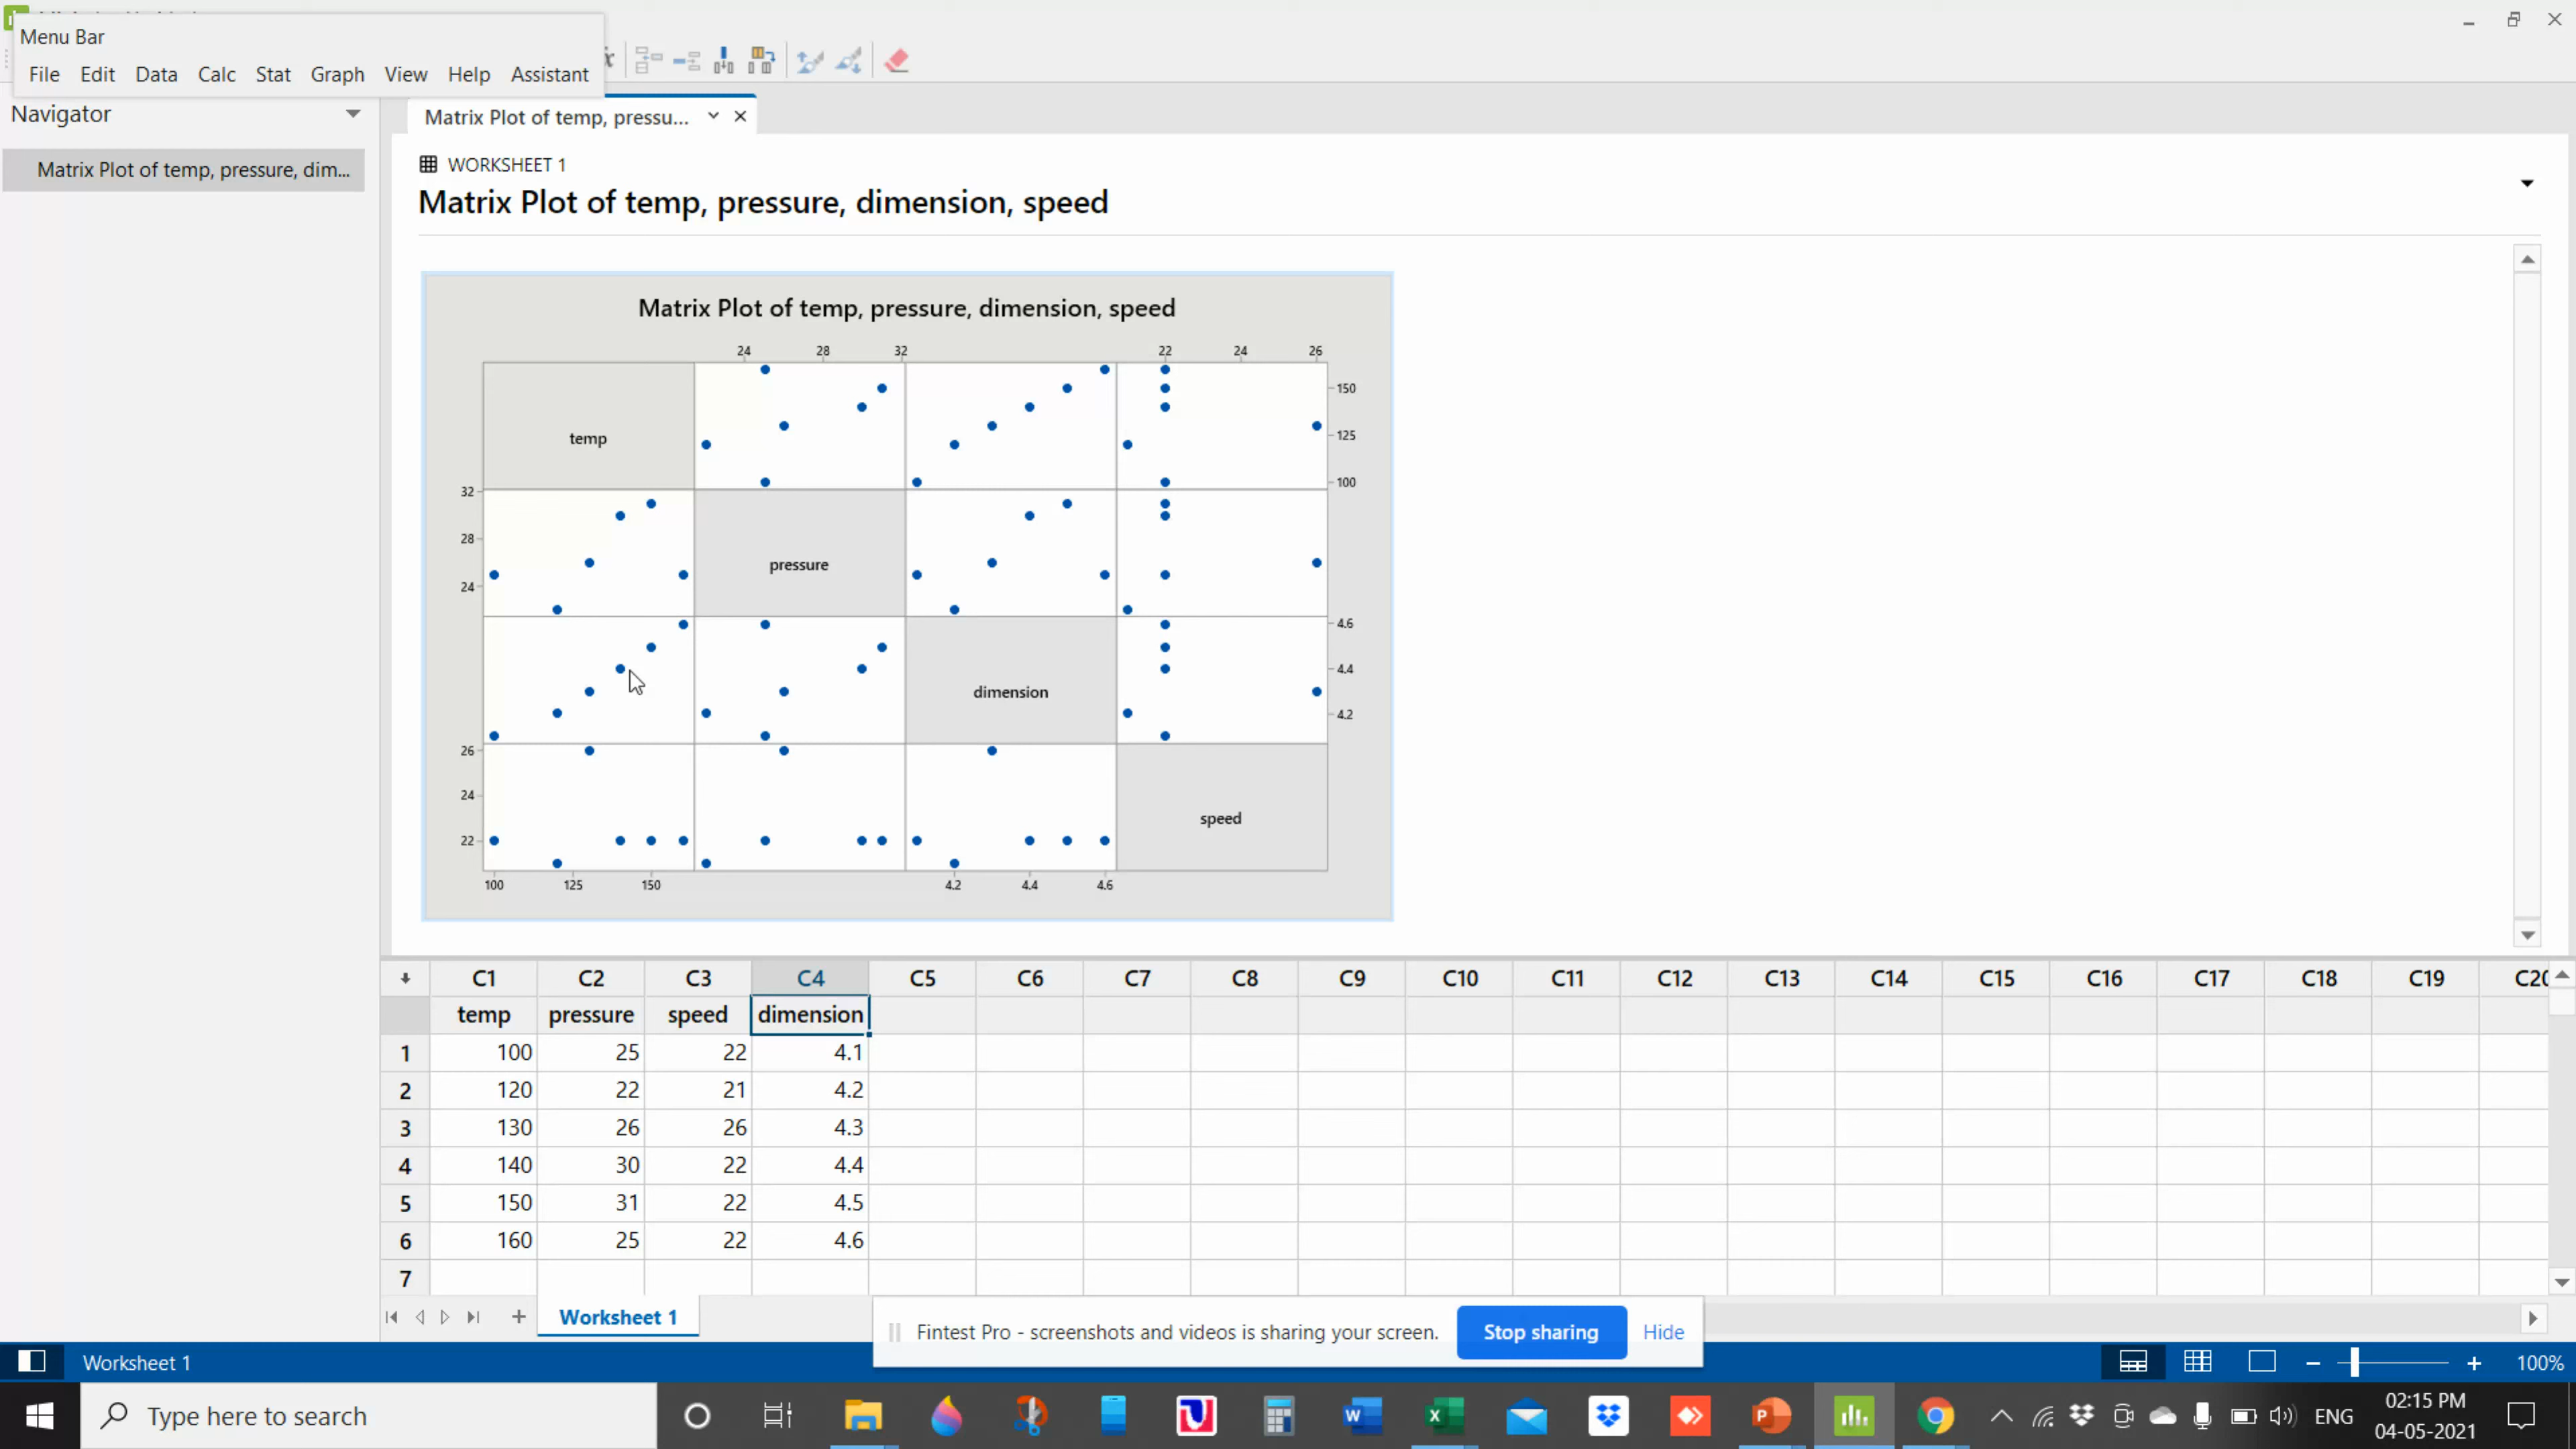 Menu Bar
File Edit Data Calc Stat Graph View Help Assistant
Navigator
Matrix Plot of temp, pressu...
Matrix Plot of temp, pressure, dim...
WORKSHEET 1
Matrix Plot of temp, pressure, dimension, speed
Matrix Plot of temp, pressure, dimension, speed
24 28 32 22 24 26
temp
150
125
100
32
28
24
pressure
dimension
4.6
4.4
4.2
26
24
22
speed
100 125 150 4.2 4.4 4.6
C1 C2 C3 C4 C5 C6 C7 C8 C9 C10 C11 C12 C13 C14 C15 C16 C17 C18 C19 C20
temp pressure speed dimension
1 100 25 22 4.1
2 120 22 21 4.2
3 130 26 26 4.3
4 140 30 22 4.4
5 150 31 22 4.5
6 160 25 22 4.6
7
Worksheet 1
Fintest Pro - screenshots and videos is sharing your screen. Stop sharing Hide
Worksheet 1
100%
Type here to search
ENG
02:15 PM
04-05-2021